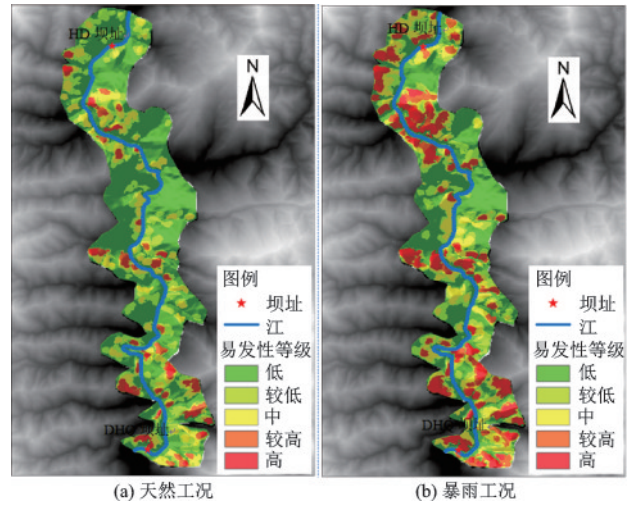 HD 坝址
N
图例
坝址
江
易发性等级
低
较低
中
较高
高
DHQ 坝址
(a) 天然工况
HD 坝址
N
图例
坝址
江
易发性等级
低
较低
中
较高
高
DHQ 坝址
(b) 暴雨工况